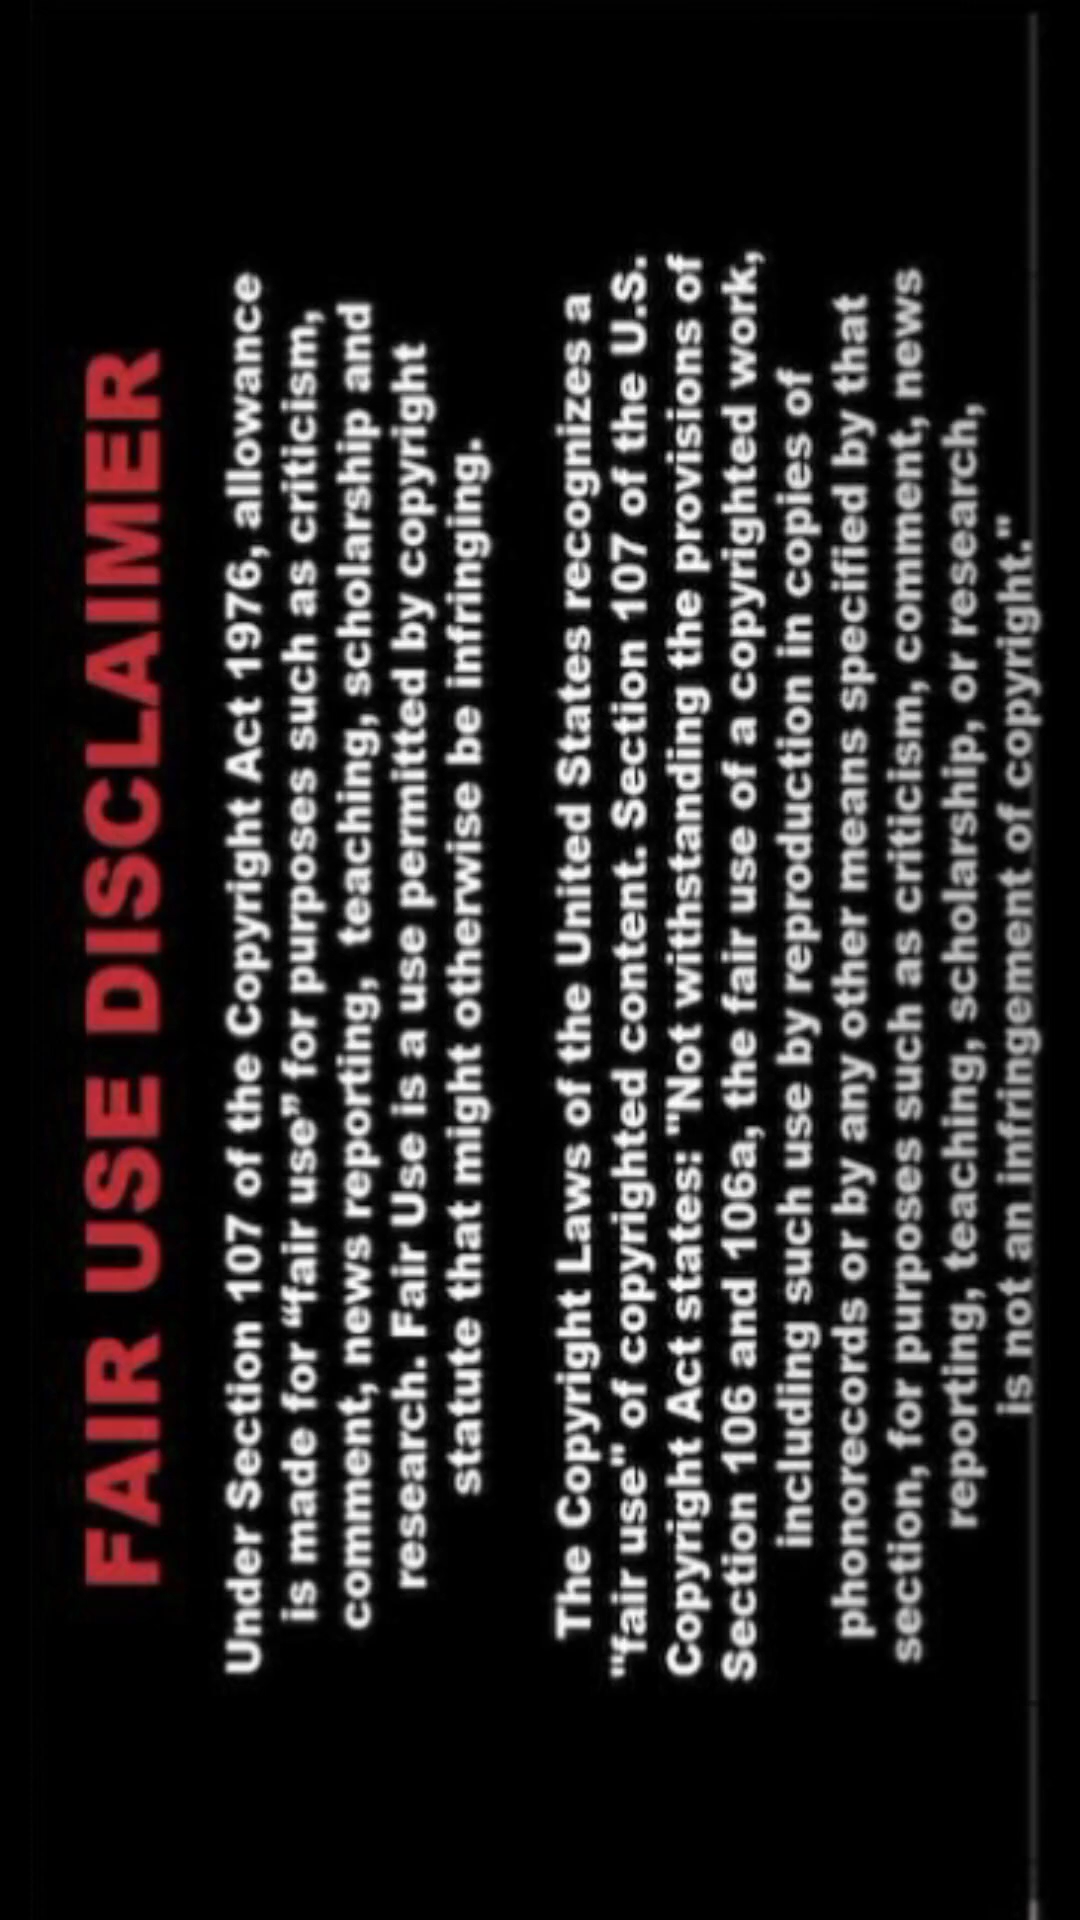 FAIR USE DISCLAIMER
Under Section 107 of the Copyright Act 1976, allowance
is made for “fair use” for purposes such as criticism,
comment, news reporting, teaching, scholarship and
research. Fair Use is a use permitted by copyright
statute that might otherwise be infringing.
The Copyright Laws of the United States recognizes a
"fair use" of copyrighted content. Section 107 of the U.S.
Copyright Act states: "Not withstanding the provisions of
Section 106 and 106a, the fair use of a copyrighted work,
including such use by reproduction in copies of
phonorecords or by any other means specified by that
section, for purposes such as criticism, comment, news
reporting, teaching, scholarship, or research,
is not an infringement of copyright."